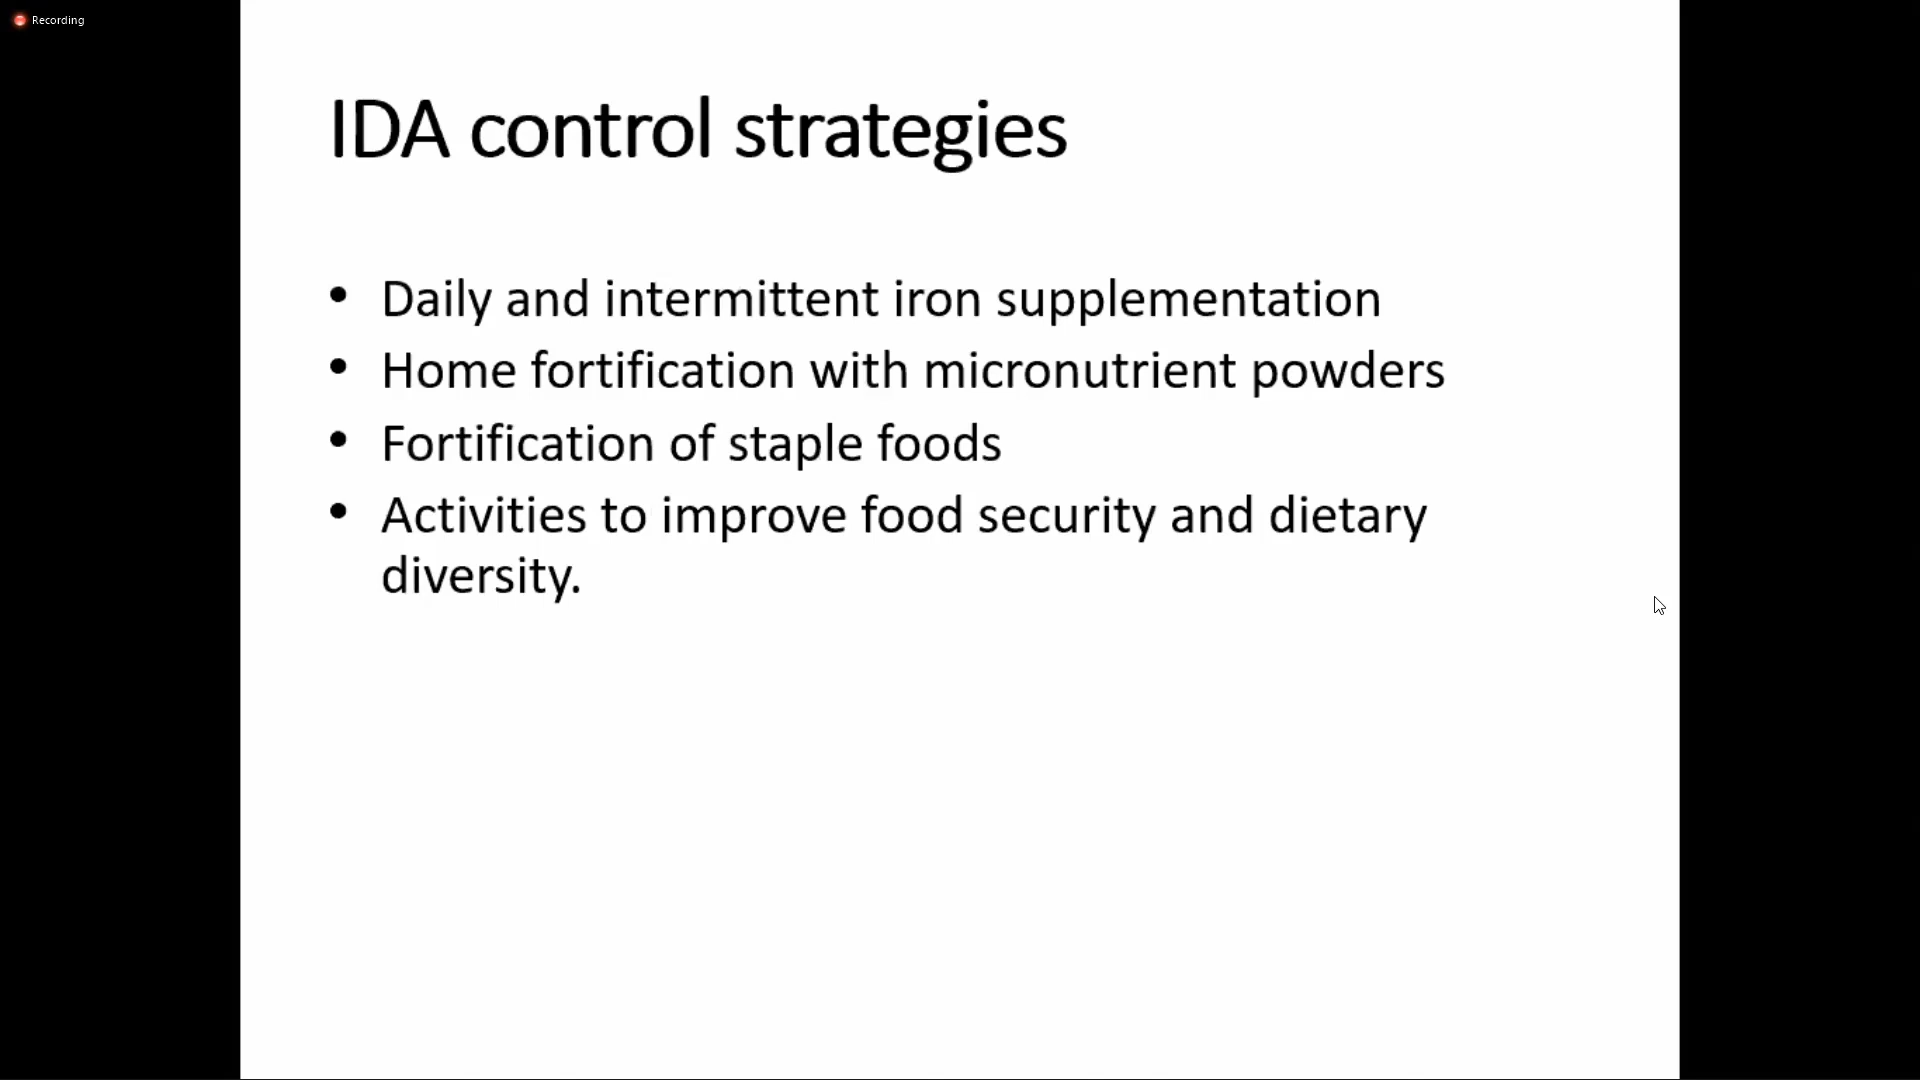 Recording
IDA control strategies
• Daily and intermittent iron supplementation
• Home fortification with micronutrient powders
• Fortification of staple foods
• Activities to improve food security and dietary
diversity.